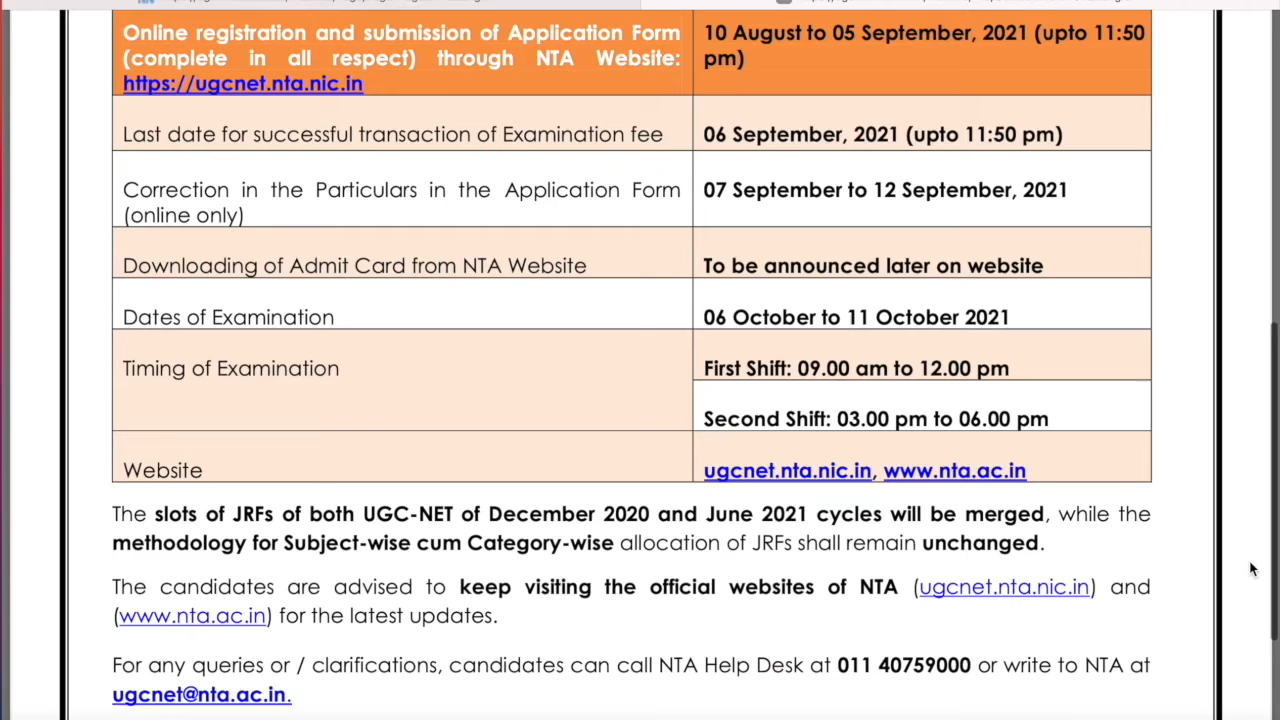 Online registration and submission of Application Form
(complete in all respect) through NTA Website:
https://ugcnet.nta.nic.in
10 August to 05 September, 2021 (upto 11:50
pm)
Last date for successful transaction of Examination fee
06 September, 2021 (upto 11:50 pm)
Correction in the Particulars in the Application Form
(online only)
07 September to 12 September, 2021
Downloading of Admit Card from NTA Website
To be announced later on website
Dates of Examination
06 October to 11 October 2021
Timing of Examination
First Shift: 09.00 am to 12.00 pm
Second Shift: 03.00 pm to 06.00 pm
Website
ugcnet.nta.nic.in, www.nta.ac.in
The slots of JRFs of both UGC-NET of December 2020 and June 2021 cycles will be merged, while the
methodology for Subject-wise cum Category-wise allocation of JRFs shall remain unchanged.
The candidates are advised to keep visiting the official websites of NTA (ugcnet.nta.nic.in) and
(www.nta.ac.in) for the latest updates.
For any queries or / clarifications, candidates can call NTA Help Desk at 011 40759000 or write to NTA at
ugcnet@nta.ac.in.